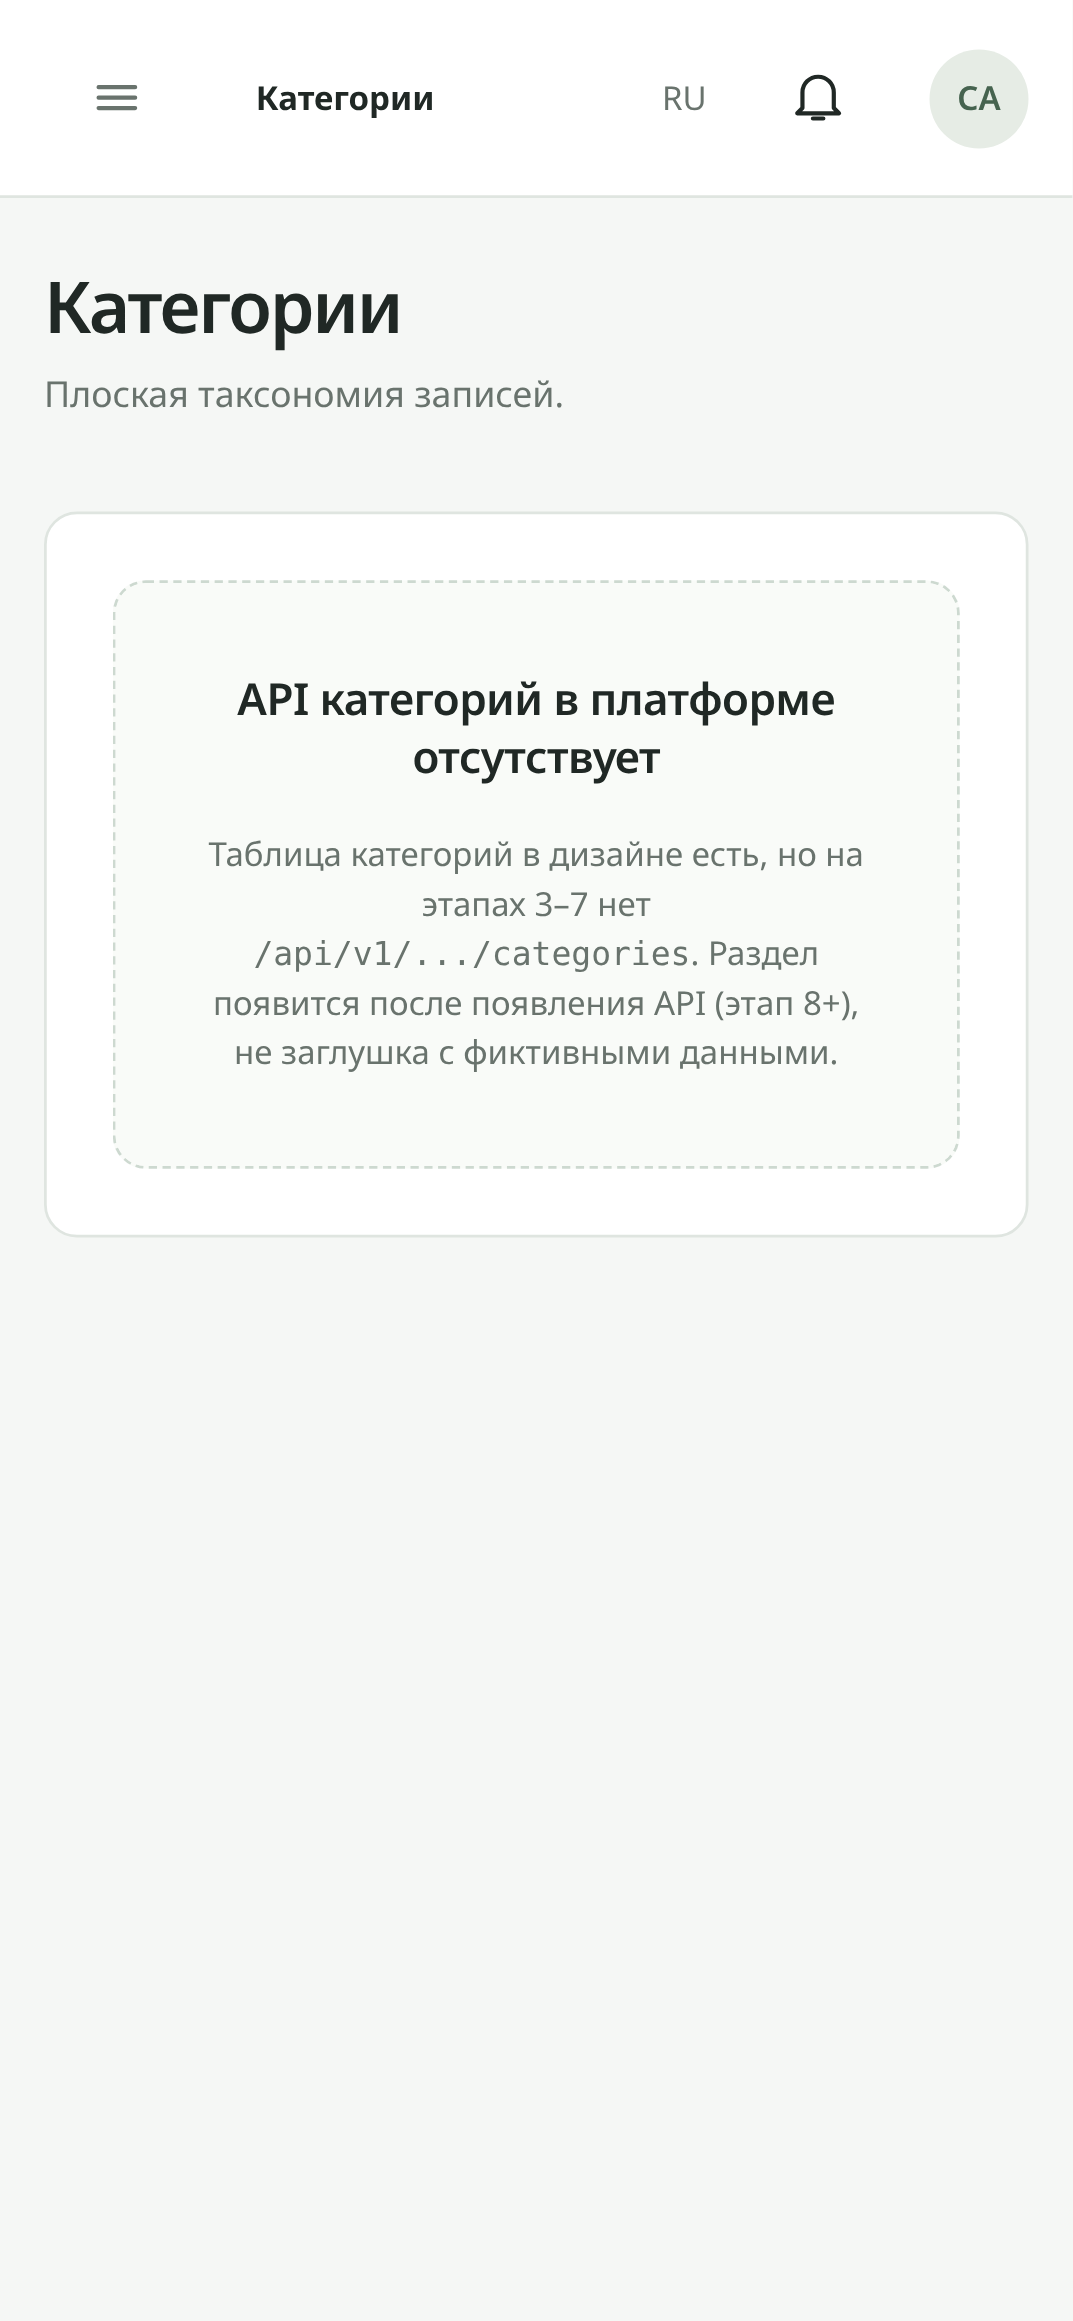 Категории
RU
CA
Категории
Плоская таксономия записей.
API категорий в платформе
отсутствует
Таблица категорий в дизайне есть, но на
этапах 3–7 нет
/api/v1/.../categories. Раздел
появится после появления API (этап 8+),
не заглушка с фиктивными данными.